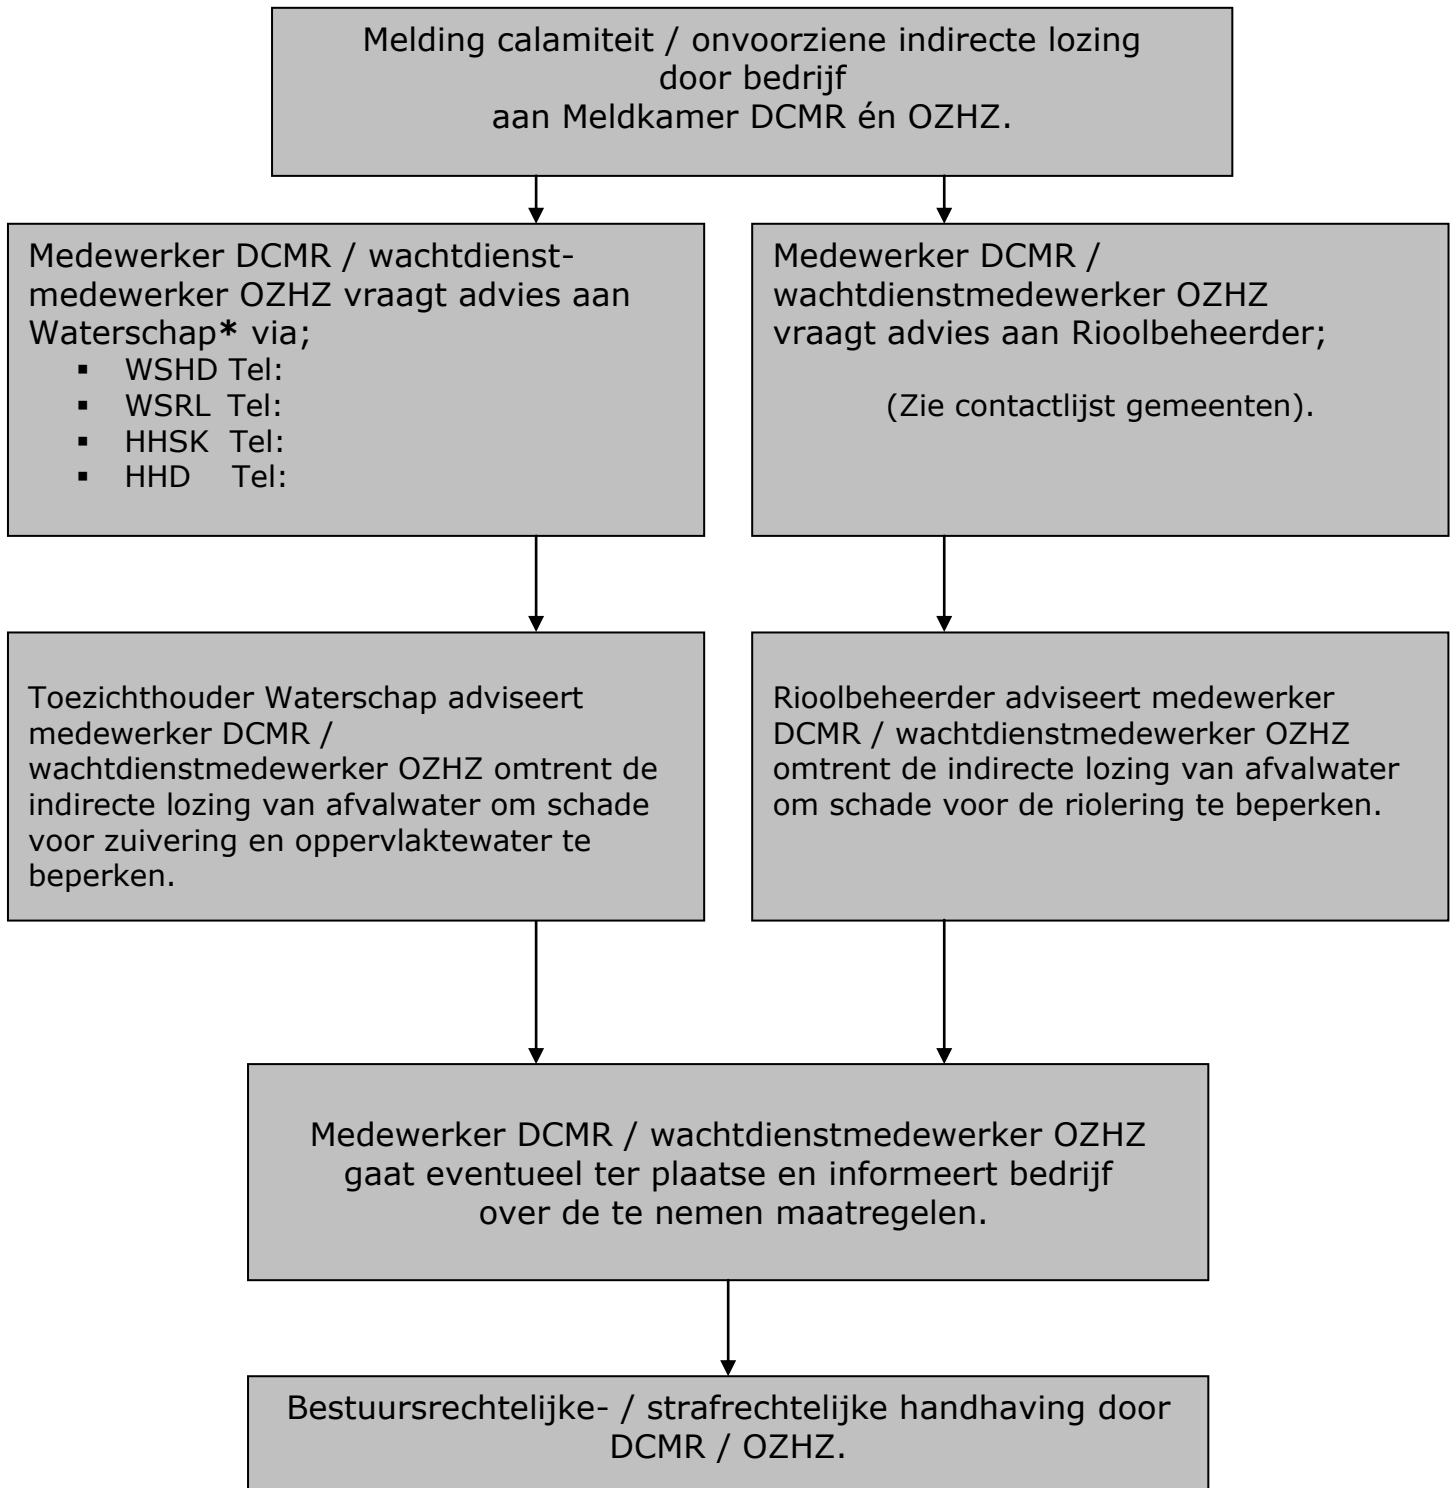 Melding calamiteit / onvoorziene indirecte lozing
door bedrijf
aan Meldkamer DCMR én OZHZ.
Medewerker DCMR / wachtdienst-
medewerker OZHZ vraagt advies aan
Waterschap* via;
▪ WSHD Tel:
▪ WSRL Tel:
▪ HHSK Tel:
▪ HHD Tel:
Medewerker DCMR /
wachtdienstmedewerker OZHZ
vraagt advies aan Rioolbeheerder;
(Zie contactlijst gemeenten).
Toezichthouder Waterschap adviseert
medewerker DCMR /
wachtdienstmedewerker OZHZ omtrent de
indirecte lozing van afvalwater om schade
voor zuivering en oppervlaktewater te
beperken.
Rioolbeheerder adviseert medewerker
DCMR / wachtdienstmedewerker OZHZ
omtrent de indirecte lozing van afvalwater
om schade voor de riolering te beperken.
Medewerker DCMR / wachtdienstmedewerker OZHZ
gaat eventueel ter plaatse en informeert bedrijf
over de te nemen maatregelen.
Bestuursrechtelijke- / strafrechtelijke handhaving door
DCMR / OZHZ.